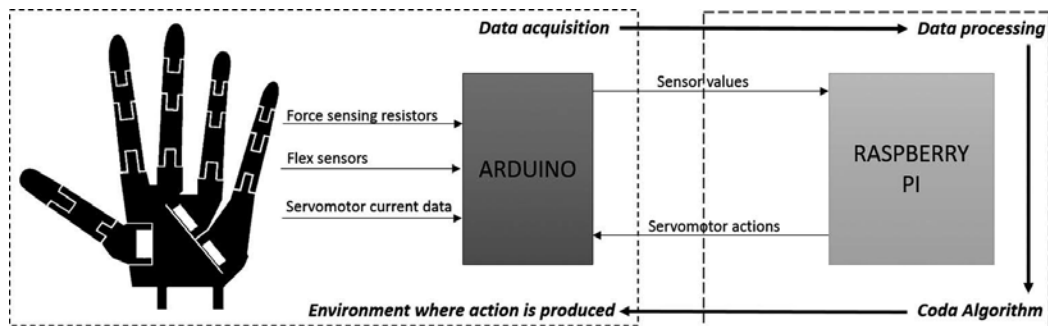 Data acquisition
Data processing
Sensor values
Force sensing resistors
Flex sensors
Servomotor current data
ARDUINO
RASPBERRY
PI
Servomotor actions
Environment where action is produced
Coda Algorithm